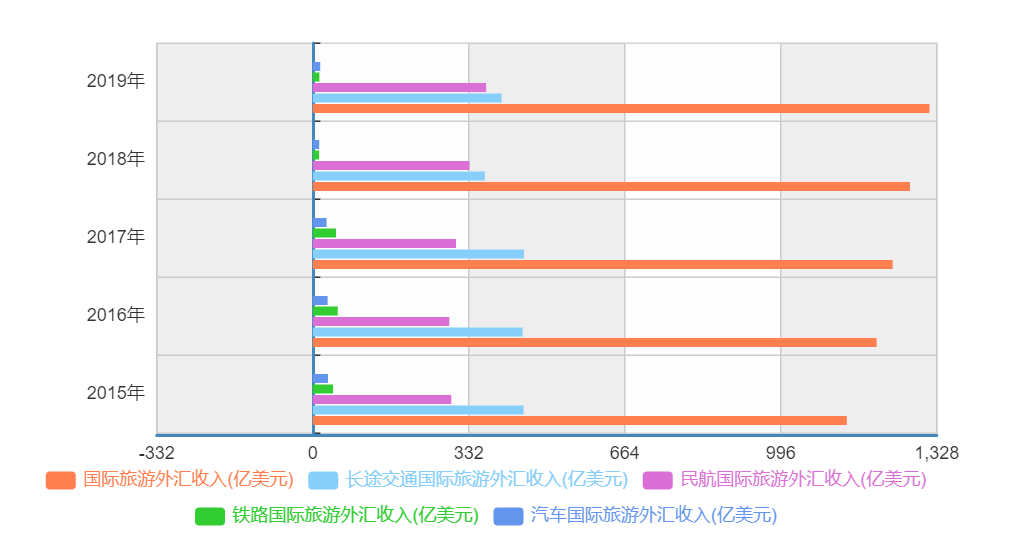 2019年
2018年
2017年
2016年
2015年
-332 0 332 664 996 1,328
国际旅游外汇收入(亿美元) 长途交通国际旅游外汇收入(亿美元) 民航国际旅游外汇收入(亿美元)
铁路国际旅游外汇收入(亿美元) 汽车国际旅游外汇收入(亿美元)